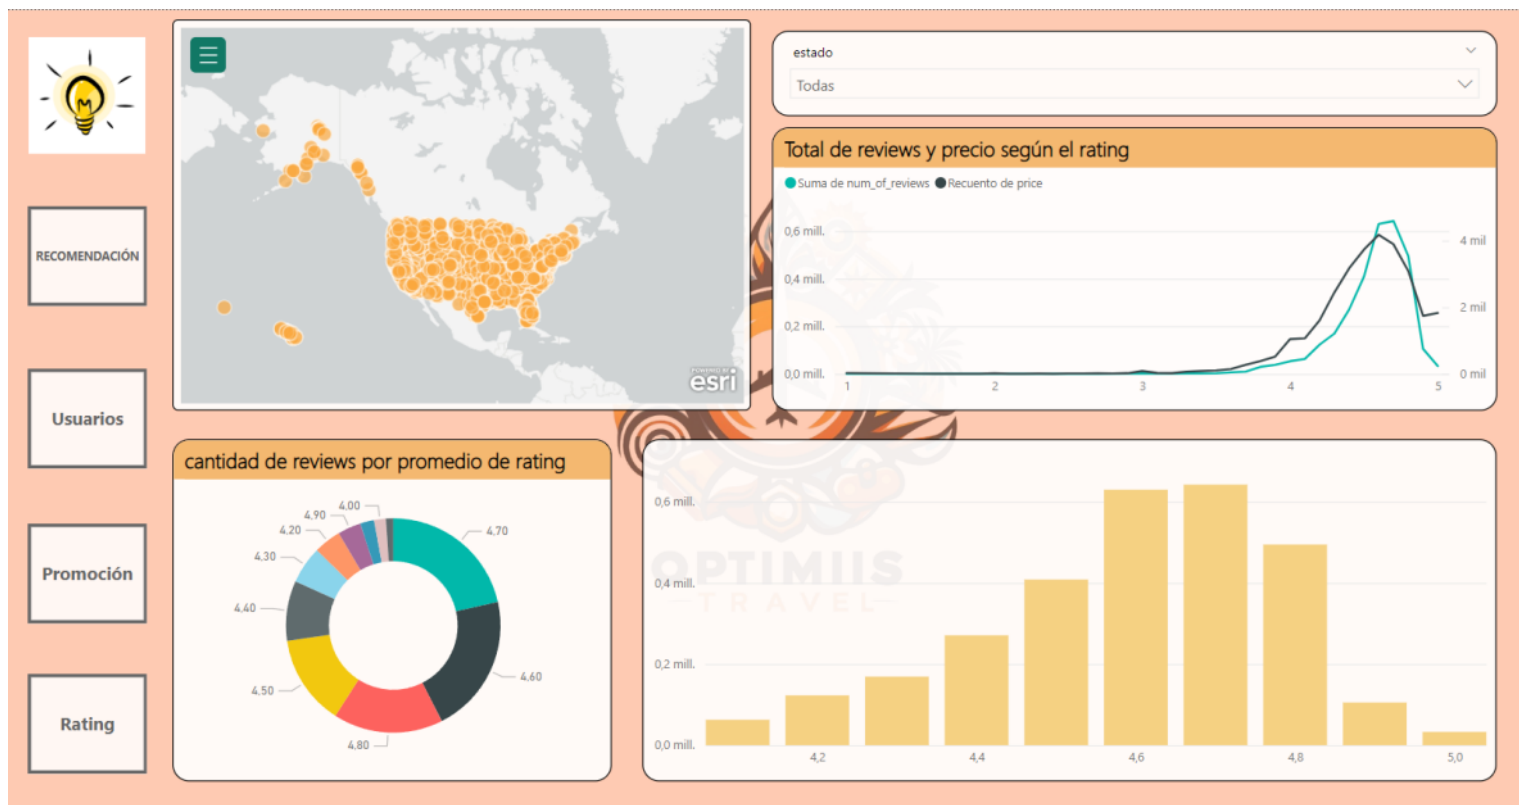 M
RECOMENDACIÓN
Usuarios
Promoción
Rating
POWERED BY
esri
estado
Todas
Total de reviews y precio según el rating
Suma de num_of_reviews Recuento de price
0,6 mill.
0,4 mill.
0,2 mill.
0,0 mill.
4 mil
2 mil
0 mil
1 2 3 4 5
cantidad de reviews por promedio de rating
4,00
4,90
4,20
4,30
4,40
4,50
4,80
4,60
4,70
0,6 mill.
0,4 mill.
0,2 mill.
0,0 mill.
4,2 4,4 4,6 4,8 5,0
OPTIMIIS
TRAVEL